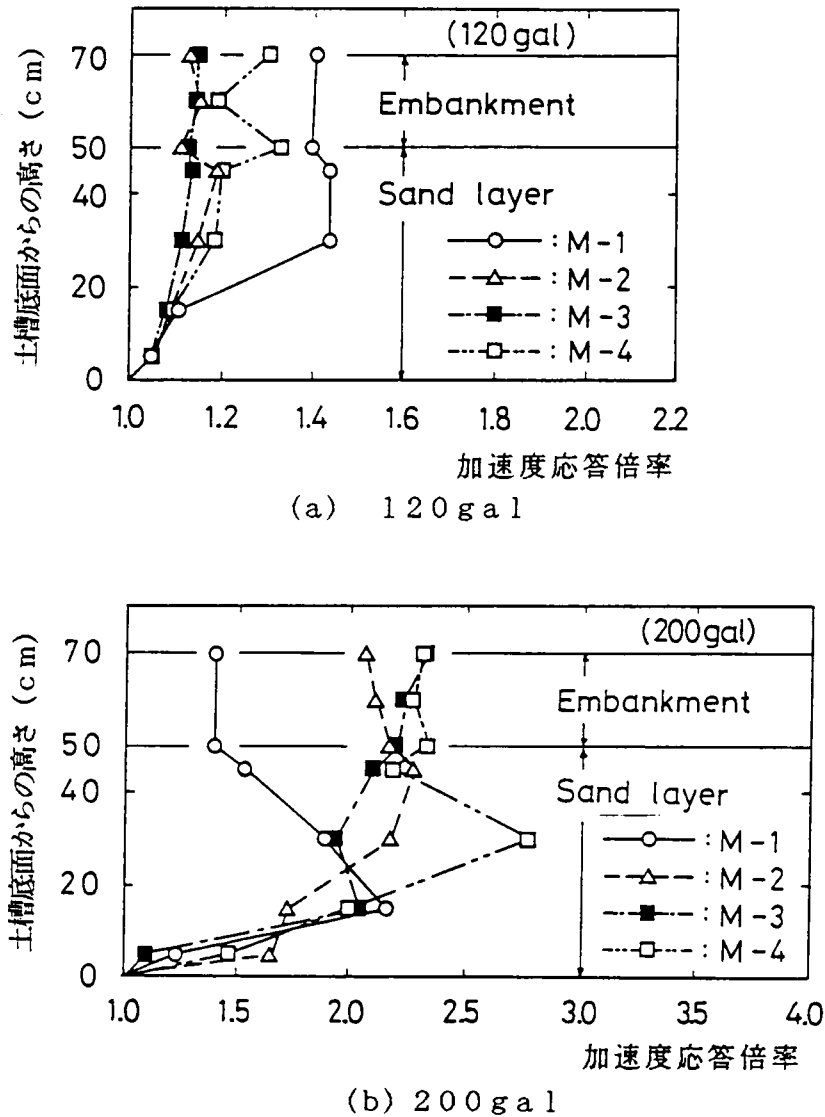 (120gal)
70
Embankment
50
Sand layer
40
○ : M-1
20
△ : M-2
■ : M-3
□ : M-4
0
1.0 1.2 1.4 1.6 1.8 2.0 2.2
土槽底面からの高さ (cm)
加速度応答倍率
(a) 120gal
(200gal)
70
Embankment
50
Sand layer
40
○ : M-1
20
△ : M-2
■ : M-3
□ : M-4
0
1.0 1.5 2.0 2.5 3.0 3.5 4.0
土槽底面からの高さ (cm)
加速度応答倍率
(b) 200gal